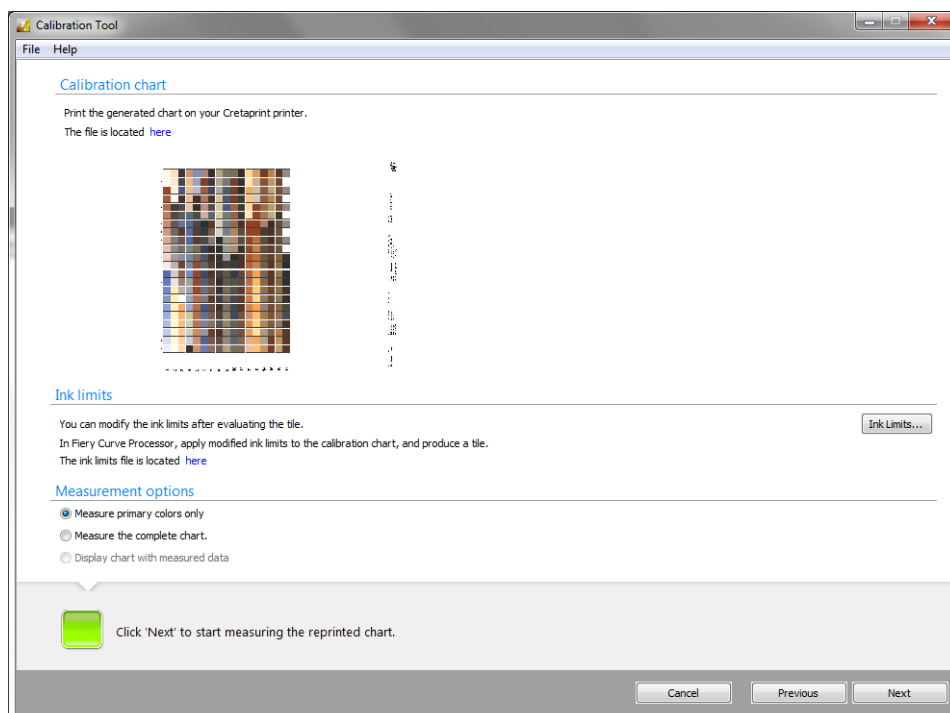 Calibration Tool
File Help
Calibration chart
Print the generated chart on your Cretaprint printer.
The file is located here
Ink limits
You can modify the ink limits after evaluating the tile.
Ink Limits...
In Fiery Curve Processor, apply modified ink limits to the calibration chart, and produce a tile.
The ink limits file is located here
Measurement options
Measure primary colors only
Measure the complete chart.
Display chart with measured data
Click 'Next' to start measuring the reprinted chart.
Cancel Previous Next